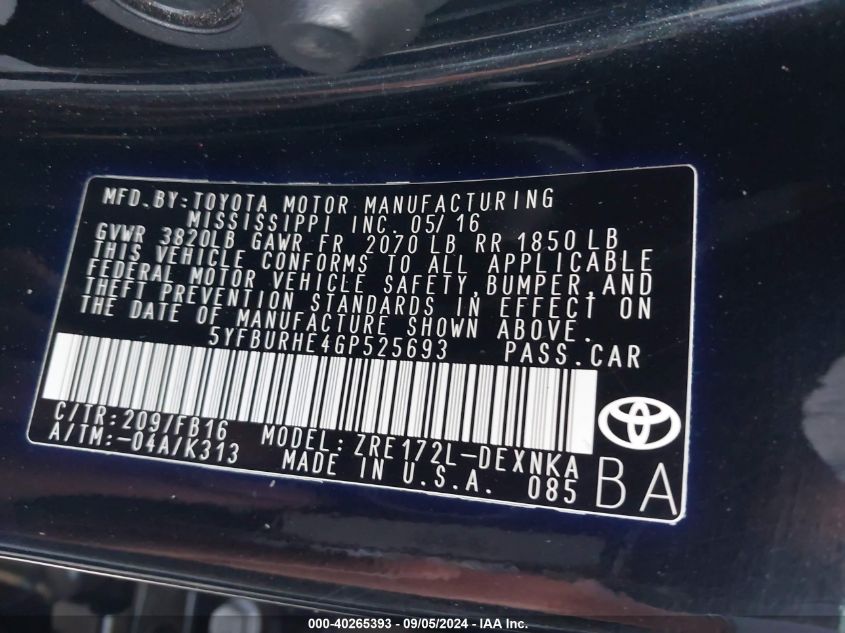 MFD.BY:TOYOTA MOTOR MANUFACTURING
MISSISSIPPI INC. 05/16
GVWR 3820LB GAWR FR 2070 LB RR 1850 LB
THIS VEHICLE CONFORMS TO ALL APPLICABLE
FEDERAL MOTOR VEHICLE SAFETY,BUMPER,AND
THEFT PREVENTION STANDARDS IN EFFECT ON
THE DATE OF MANUFACTURE SHOWN ABOVE.
5YFBURHE4GP525693 PASS.CAR
C/TR:209/FB16 MODEL:ZRE172L-DEXNKA
A/TM:-04A/K313 MADE IN U.S.A. 085 BA
000-40265393 - 09/05/2024 - IAA Inc.